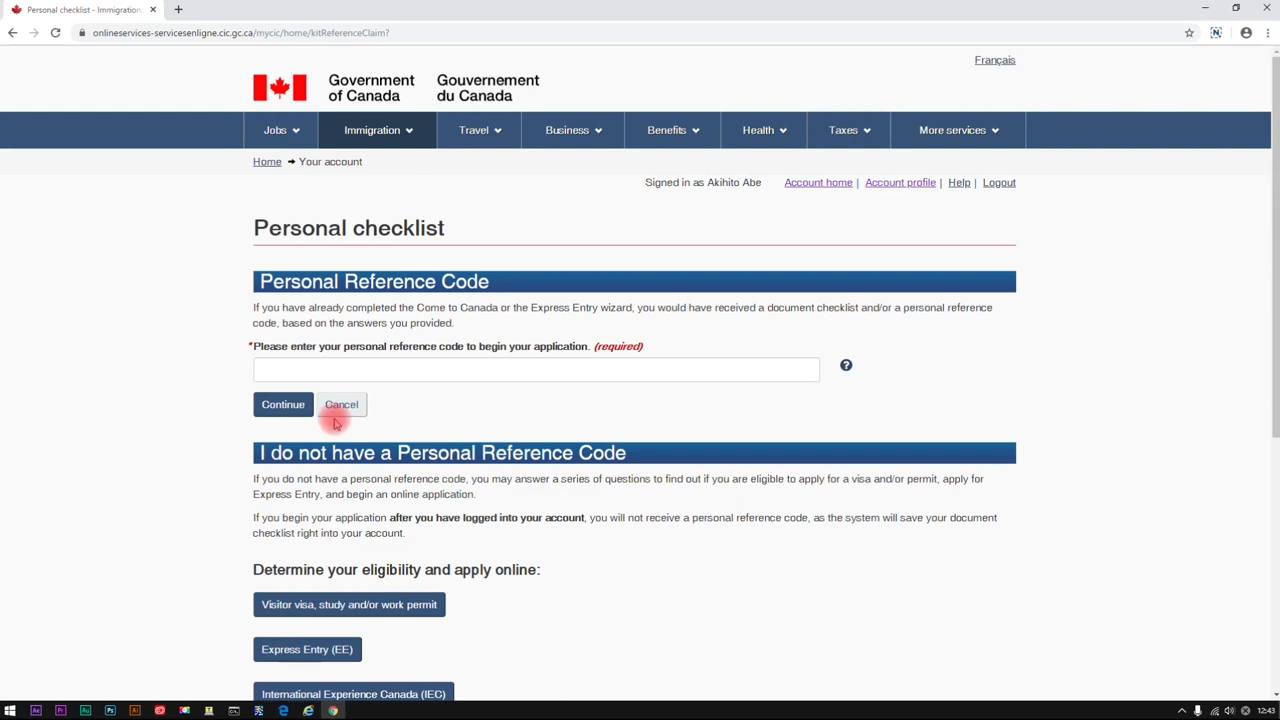 Personal checklist - Immigration,
onlineservices-servicesenligne.cic.gc.ca/mycic/home/kitReferenceClaim?
Français
Government of Canada
Gouvernement du Canada
Jobs Immigration Travel Business Benefits Health Taxes More services
Home → Your account
Signed in as Akihito Abe Account home | Account profile | Help | Logout
Personal checklist
Personal Reference Code
If you have already completed the Come to Canada or the Express Entry wizard, you would have received a document checklist and/or a personal reference
code, based on the answers you provided.
*Please enter your personal reference code to begin your application. (required)
Continue Cancel
I do not have a Personal Reference Code
If you do not have a personal reference code, you may answer a series of questions to find out if you are eligible to apply for a visa and/or permit, apply for
Express Entry, and begin an online application.
If you begin your application after you have logged into your account, you will not receive a personal reference code, as the system will save your document
checklist right into your account.
Determine your eligibility and apply online:
Visitor visa, study and/or work permit
Express Entry (EE)
International Experience Canada (IEC)
Ae Pr Au Ps Ai
12:43